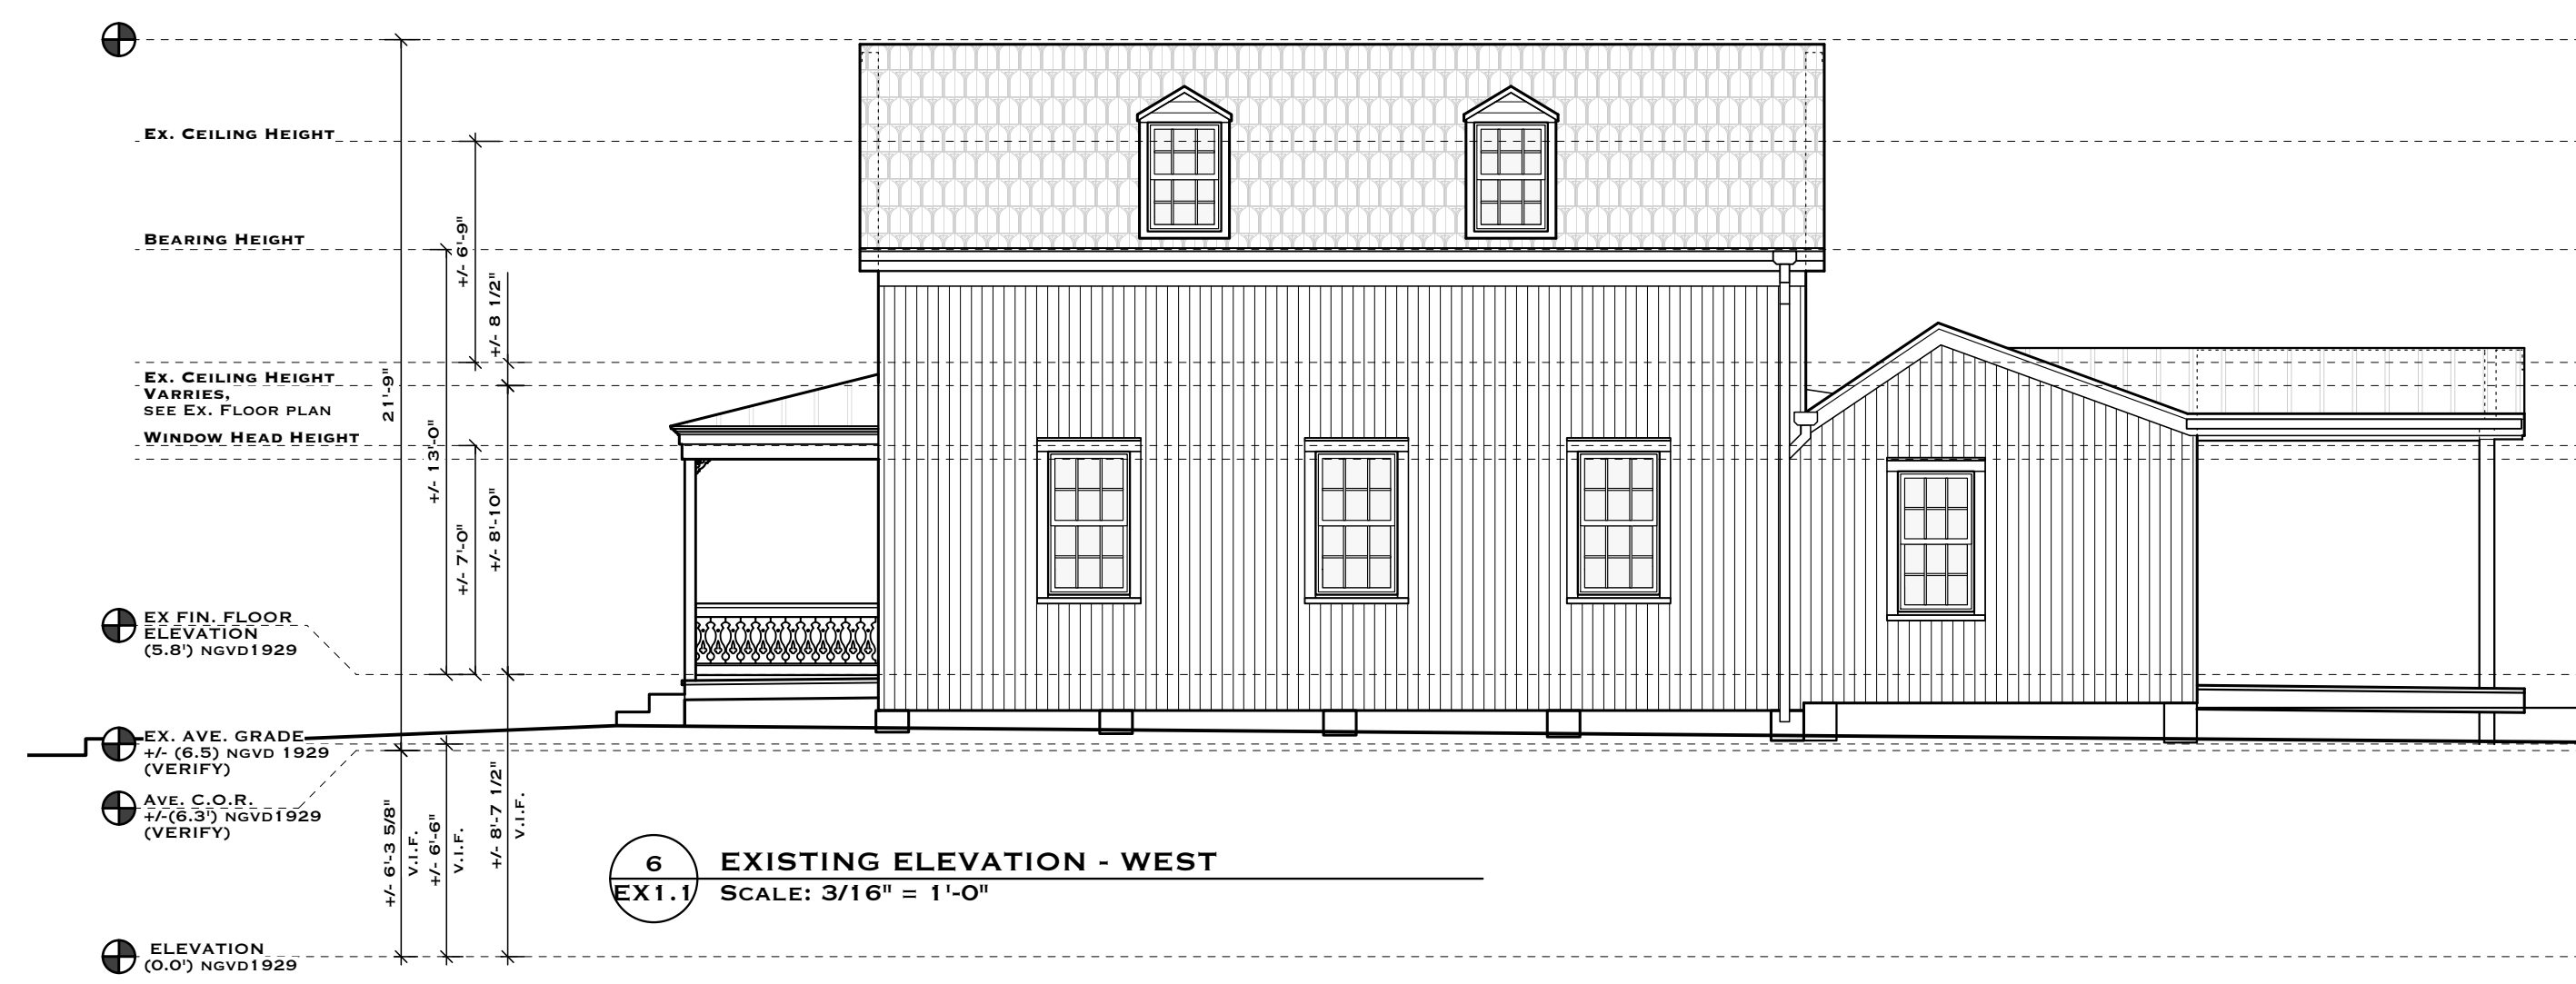 Ex. Ceiling Height
Bearing Height
+/- 6'-9"
+/- 8 1/2"
Ex. Ceiling Height
Varries,
see Ex. Floor plan
21'-9"
Window Head Height
+/- 13'-0"
+/- 7'-0"
+/- 8'-10"
EX FIN. FLOOR
ELEVATION
(5.8') NGVD1929
EX. AVE. GRADE
+/- (6.5) NGVD 1929
(VERIFY)
Ave. C.O.R.
+/-(6.3') NGVD1929
(VERIFY)
+/- 6'-3 5/8"
V.I.F.
+/- 6'-6"
V.I.F.
+/- 8'-7 1/2"
V.I.F.
6
EX1.1
EXISTING ELEVATION - WEST
Scale: 3/16" = 1'-0"
ELEVATION
(0.0') NGVD1929